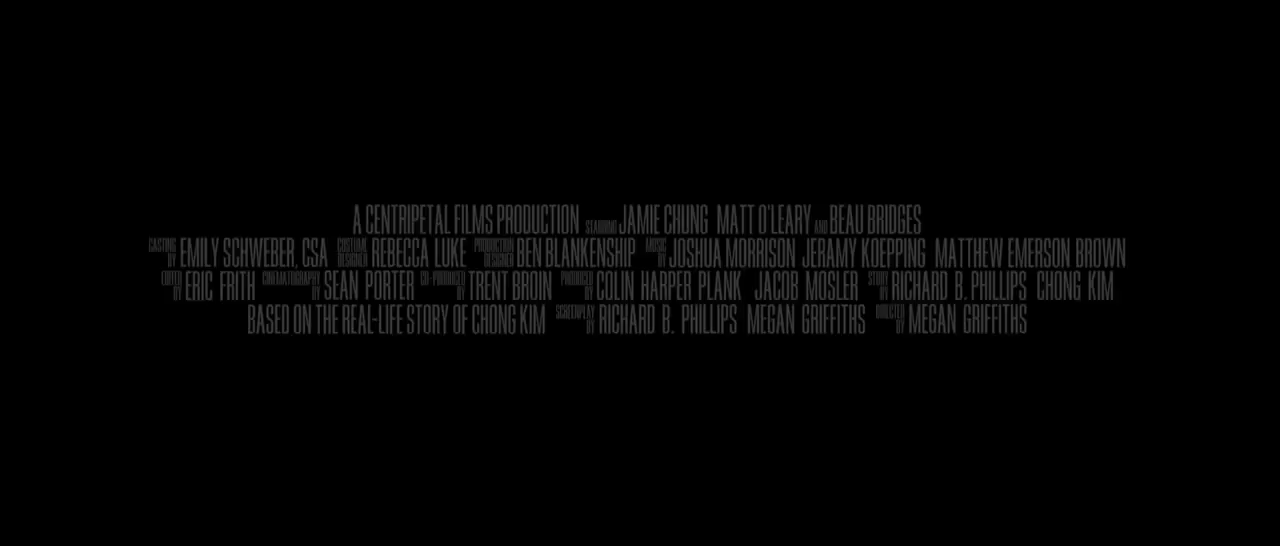 A CENTRIPETAL FILMS PRODUCTION STARRING JAMIE CHUNG MATT O'LEARY AND BEAU BRIDGES
CASTING BY EMILY SCHWEBER, CSA COSTUME DESIGNER REBECCA LUKE PRODUCTION DESIGNER BEN BLANKENSHIP MUSIC BY JOSHUA MORRISON JERAMY KOEPPING MATTHEW EMERSON BROWN
EDITED BY ERIC FRITH CINEMATOGRAPHY BY SEAN PORTER CO-PRODUCED BY TRENT BROIN PRODUCED BY COLIN HARPER PLANK JACOB MOSLER STORY BY RICHARD B. PHILLIPS CHONG KIM
BASED ON THE REAL-LIFE STORY OF CHONG KIM SCREENPLAY BY RICHARD B. PHILLIPS MEGAN GRIFFITHS DIRECTED BY MEGAN GRIFFITHS